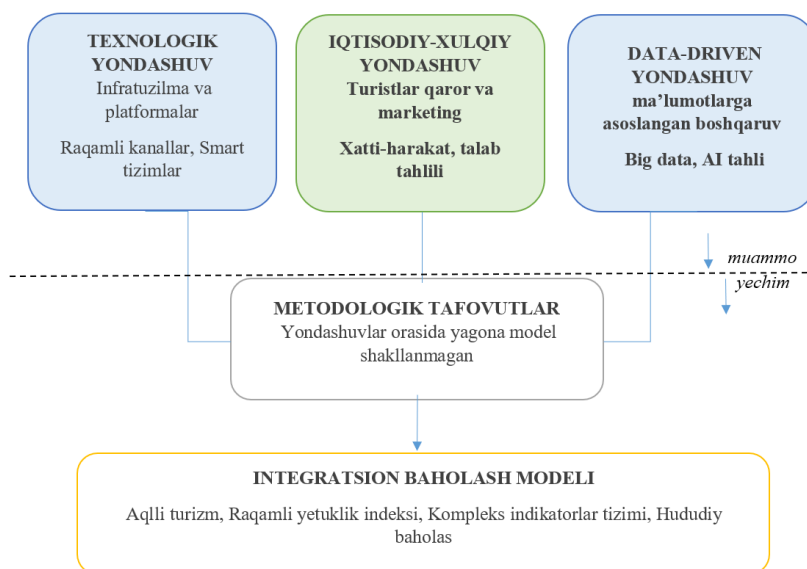 TEXNOLOGIK
YONDASHUV
Infratuzilma va
platformalar
Raqamli kanallar, Smart
tizimlar
IQTISODIY-XULQIY
YONDASHUV
Turistlar qaror va
marketing
Xatti-harakat, talab
tahlili
DATA-DRIVEN
YONDASHUV
ma’lumotlarga
asoslangan boshqaruv
Big data, AI tahli
muammo
yechim
METODOLOGIK TAFOVUTLAR
Yondashuvlar orasida yagona model
shakllanmagan
INTEGRATSION BAHOLASH MODELI
Aqlli turizm, Raqamli yetuklik indeksi, Kompleks indikatorlar tizimi, Hududiy
baholas